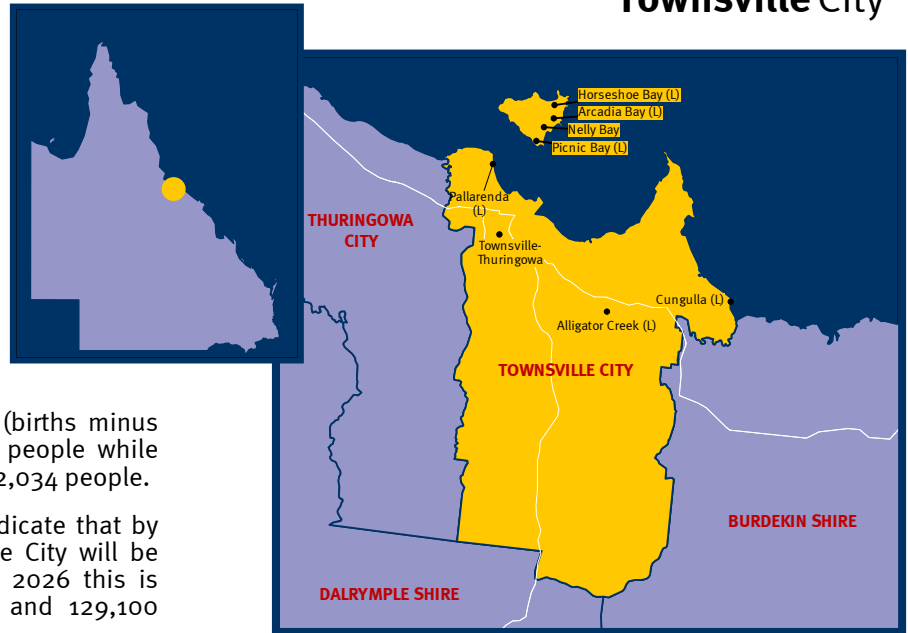 Townsville City
Horseshoe Bay (L)
Arcadia Bay (L)
Nelly Bay
Picnic Bay (L)
Pallarenda
(L)
THURINGOWA
CITY
Townsville-
Thuringowa
Cungulla (L)
Alligator Creek (L)
TOWNSVILLE CITY
BURDEKIN SHIRE
DALRYMPLE SHIRE
(births minus
people while
2,034 people.
dicate that by
e City will be
2026 this is
and 129,100